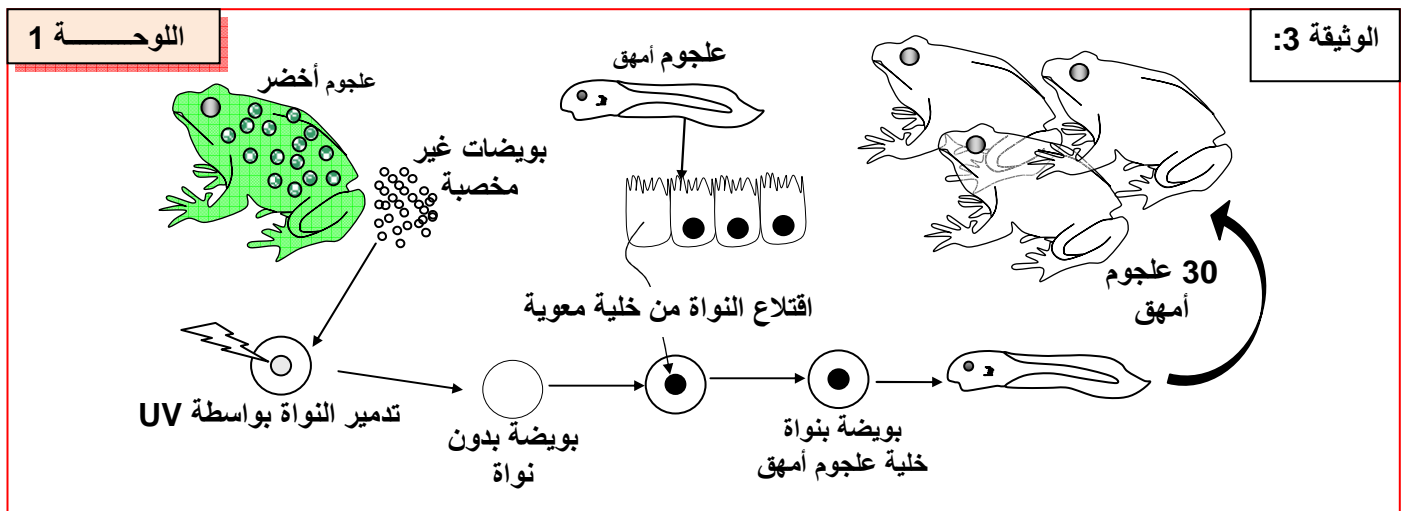 الوثيقة 3:
اللوحـــــــــة 1
علجوم أخضر
علجوم أمهق
بويضات غير
مخصبة
30 علجوم
أمهق
اقتلاع النواة من خلية معوية
تدمير النواة بواسطة UV
بويضة بدون
نواة
بويضة بنواة
خلية علجوم أمهق